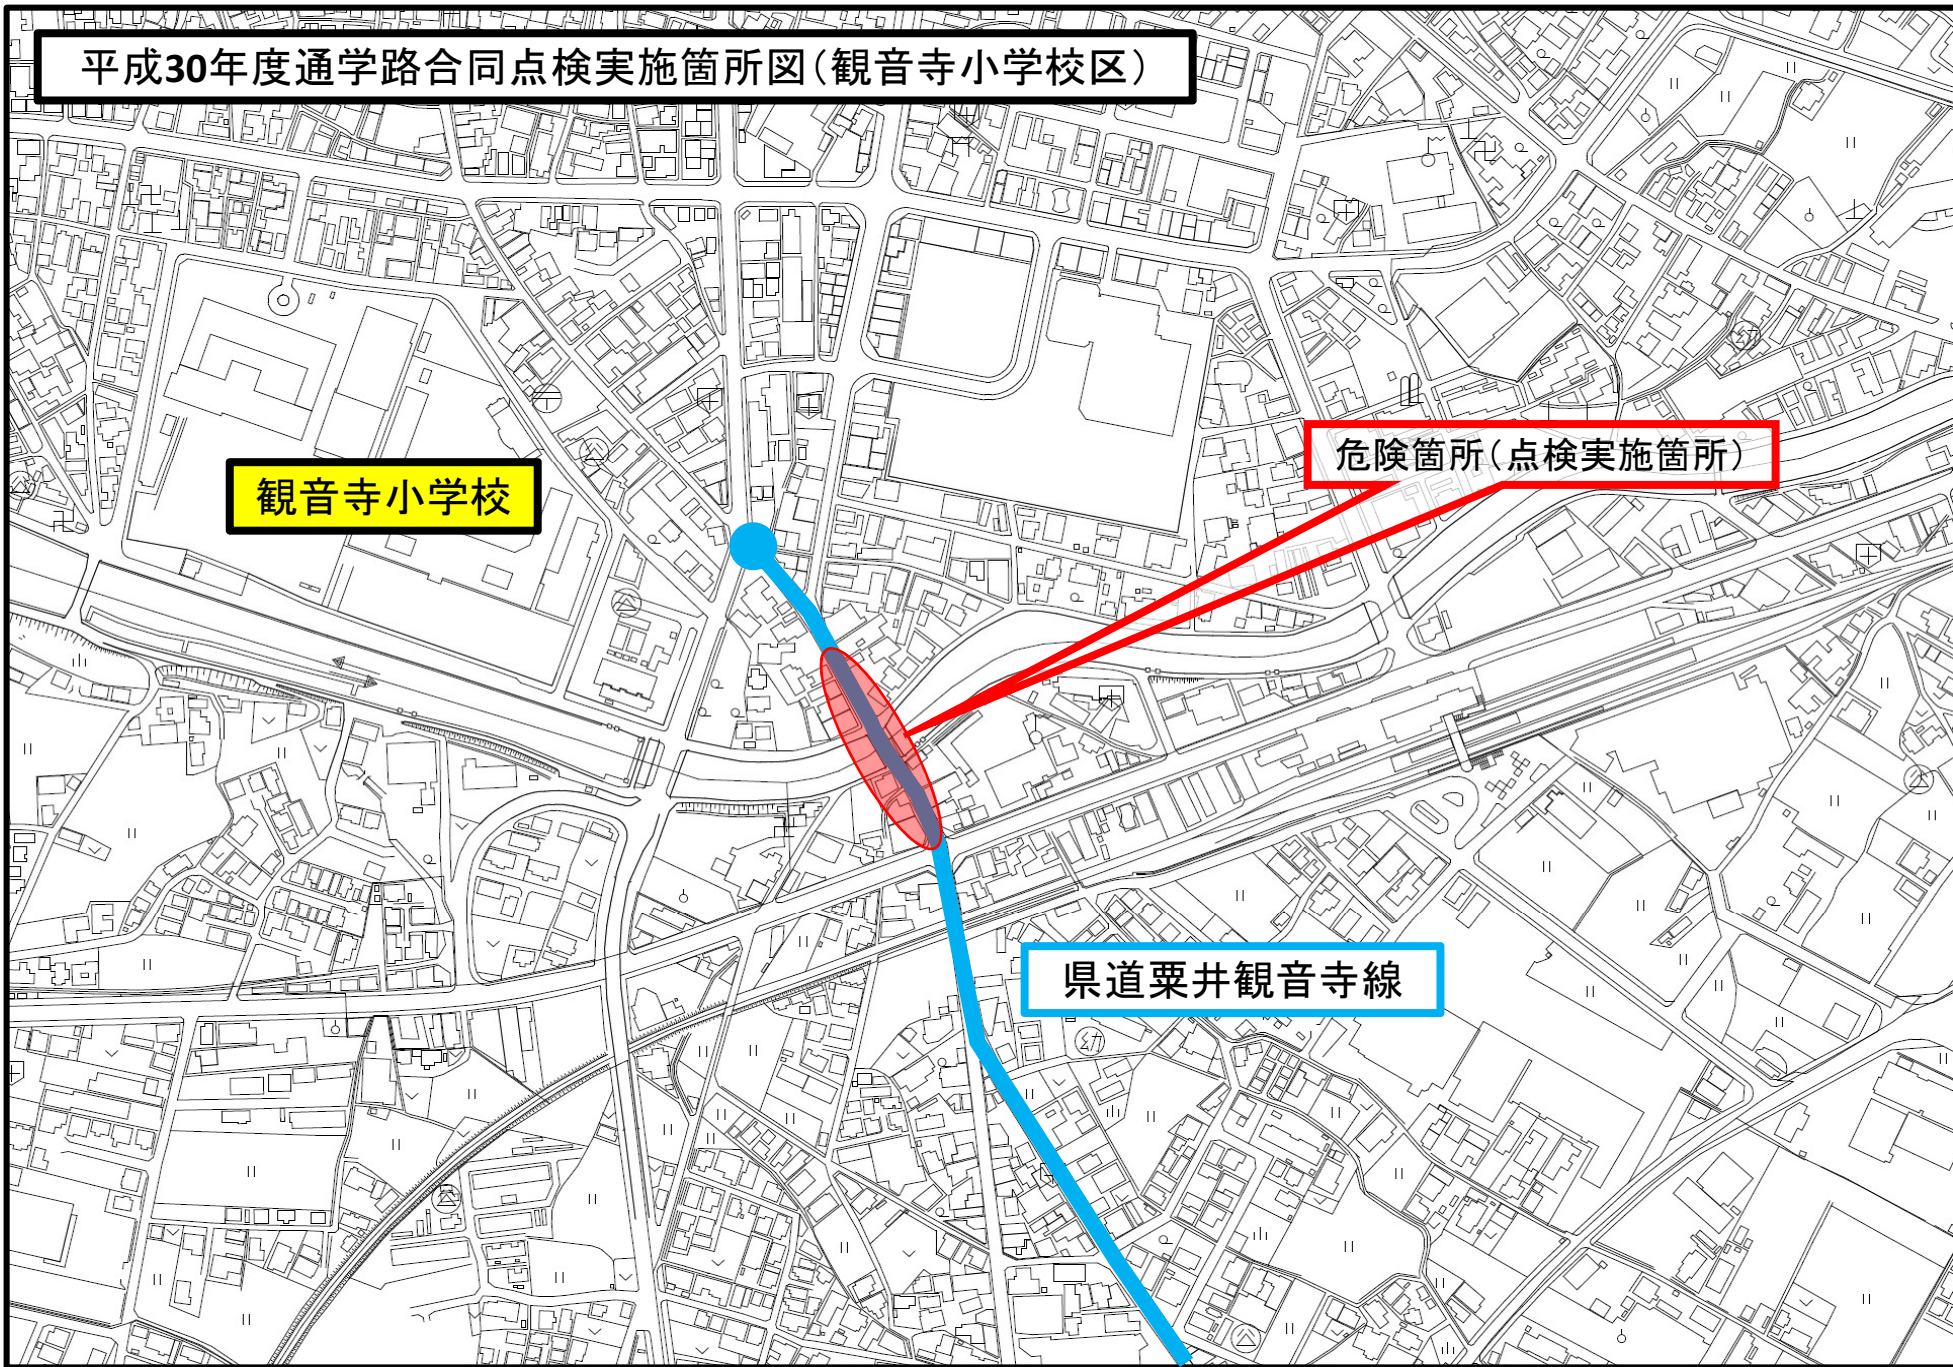 平成30年度通学路合同点検実施箇所図（観音寺小学校区）
危険箇所（点検実施箇所）
観音寺小学校
県道粟井観音寺線
幼
幼